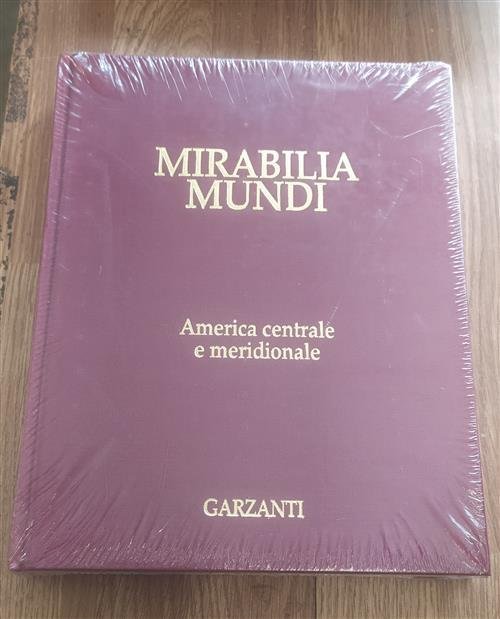 MIRABILIA
MUNDI
America centrale
e meridionale
GARZANTI